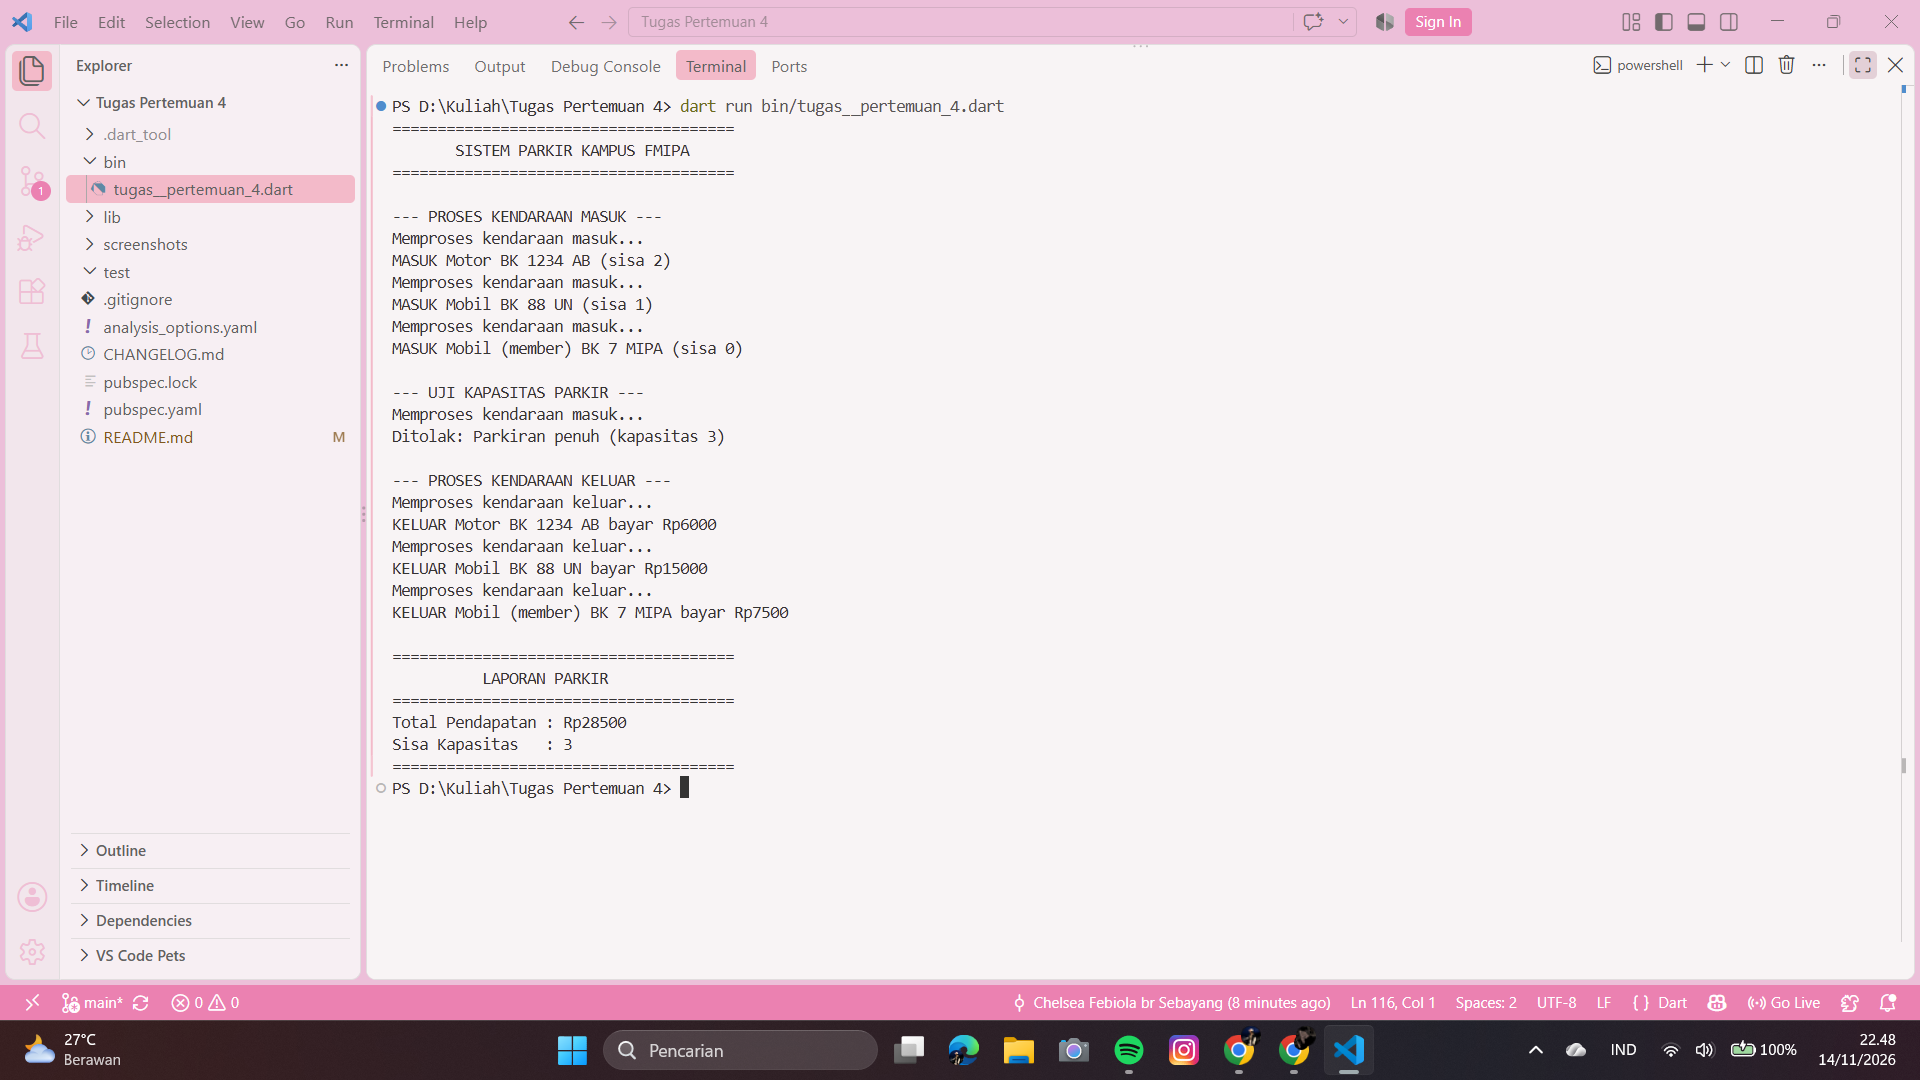 File Edit Selection View Go Run Terminal Help
Tugas Pertemuan 4
Sign In
Explorer
Tugas Pertemuan 4
.dart_tool
bin
tugas__pertemuan_4.dart
lib
screenshots
test
.gitignore
analysis_options.yaml
CHANGELOG.md
pubspec.lock
pubspec.yaml
README.md M
Outline
Timeline
Dependencies
VS Code Pets
1
Problems Output Debug Console Terminal Ports
powershell
PS D:\Kuliah\Tugas Pertemuan 4> dart run bin/tugas__pertemuan_4.dart
======================================
SISTEM PARKIR KAMPUS FMIPA
======================================
--- PROSES KENDARAAN MASUK ---
Memproses kendaraan masuk...
MASUK Motor BK 1234 AB (sisa 2)
Memproses kendaraan masuk...
MASUK Mobil BK 88 UN (sisa 1)
Memproses kendaraan masuk...
MASUK Mobil (member) BK 7 MIPA (sisa 0)
--- UJI KAPASITAS PARKIR ---
Memproses kendaraan masuk...
Ditolak: Parkiran penuh (kapasitas 3)
--- PROSES KENDARAAN KELUAR ---
Memproses kendaraan keluar...
KELUAR Motor BK 1234 AB bayar Rp6000
Memproses kendaraan keluar...
KELUAR Mobil BK 88 UN bayar Rp15000
Memproses kendaraan keluar...
KELUAR Mobil (member) BK 7 MIPA bayar Rp7500
======================================
LAPORAN PARKIR
======================================
Total Pendapatan : Rp28500
Sisa Kapasitas : 3
======================================
PS D:\Kuliah\Tugas Pertemuan 4>
main* 0 0 Chelsea Febiola br Sebayang (8 minutes ago) Ln 116, Col 1 Spaces: 2 UTF-8 LF { } Dart Go Live
27°C
Berawan
Pencarian
IND
100%
22.48
14/11/2026